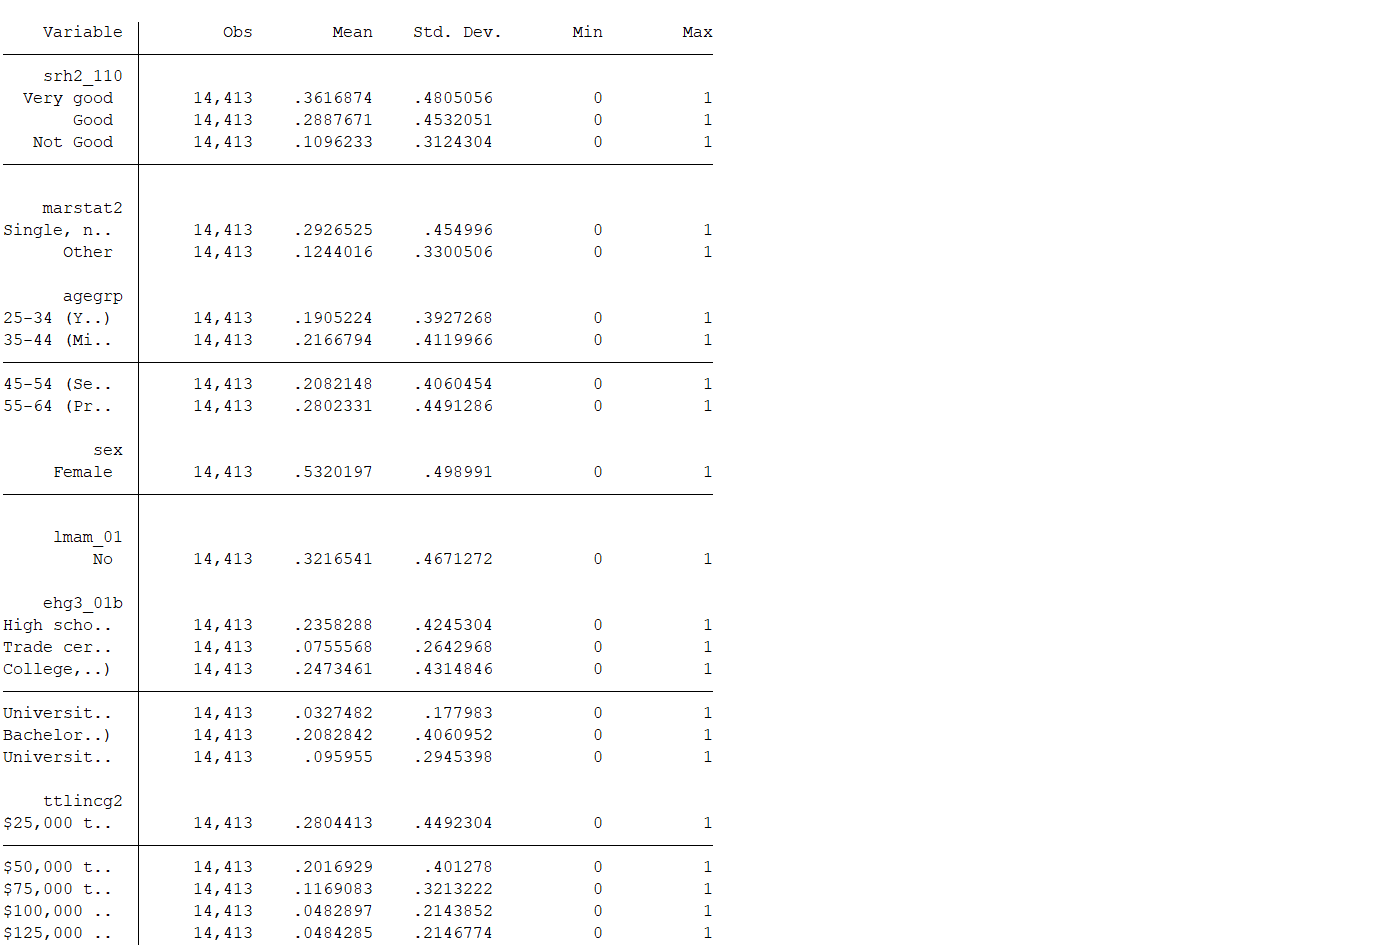 Variable Obs Mean Std. Dev. Min Max
srh2_110
Very good 14,413 .3616874 .4805056 0 1
Good 14,413 .2887671 .4532051 0 1
Not Good 14,413 .1096233 .3124304 0 1
marstat2
Single, n.. 14,413 .2926525 .454996 0 1
Other 14,413 .1244016 .3300506 0 1
agegrp
25-34 (Y..) 14,413 .1905224 .3927268 0 1
35-44 (Mi.. 14,413 .2166794 .4119966 0 1
45-54 (Se.. 14,413 .2082148 .4060454 0 1
55-64 (Pr.. 14,413 .2802331 .4491286 0 1
sex
Female 14,413 .5320197 .498991 0 1
lmam_01
No 14,413 .3216541 .4671272 0 1
ehg3_01b
High scho.. 14,413 .2358288 .4245304 0 1
Trade cer.. 14,413 .0755568 .2642968 0 1
College,..) 14,413 .2473461 .4314846 0 1
Universit.. 14,413 .0327482 .177983 0 1
Bachelor..) 14,413 .2082842 .4060952 0 1
Universit.. 14,413 .095955 .2945398 0 1
ttlincg2
$25,000 t.. 14,413 .2804413 .4492304 0 1
$50,000 t.. 14,413 .2016929 .401278 0 1
$75,000 t.. 14,413 .1169083 .3213222 0 1
$100,000 .. 14,413 .0482897 .2143852 0 1
$125,000 .. 14,413 .0484285 .2146774 0 1